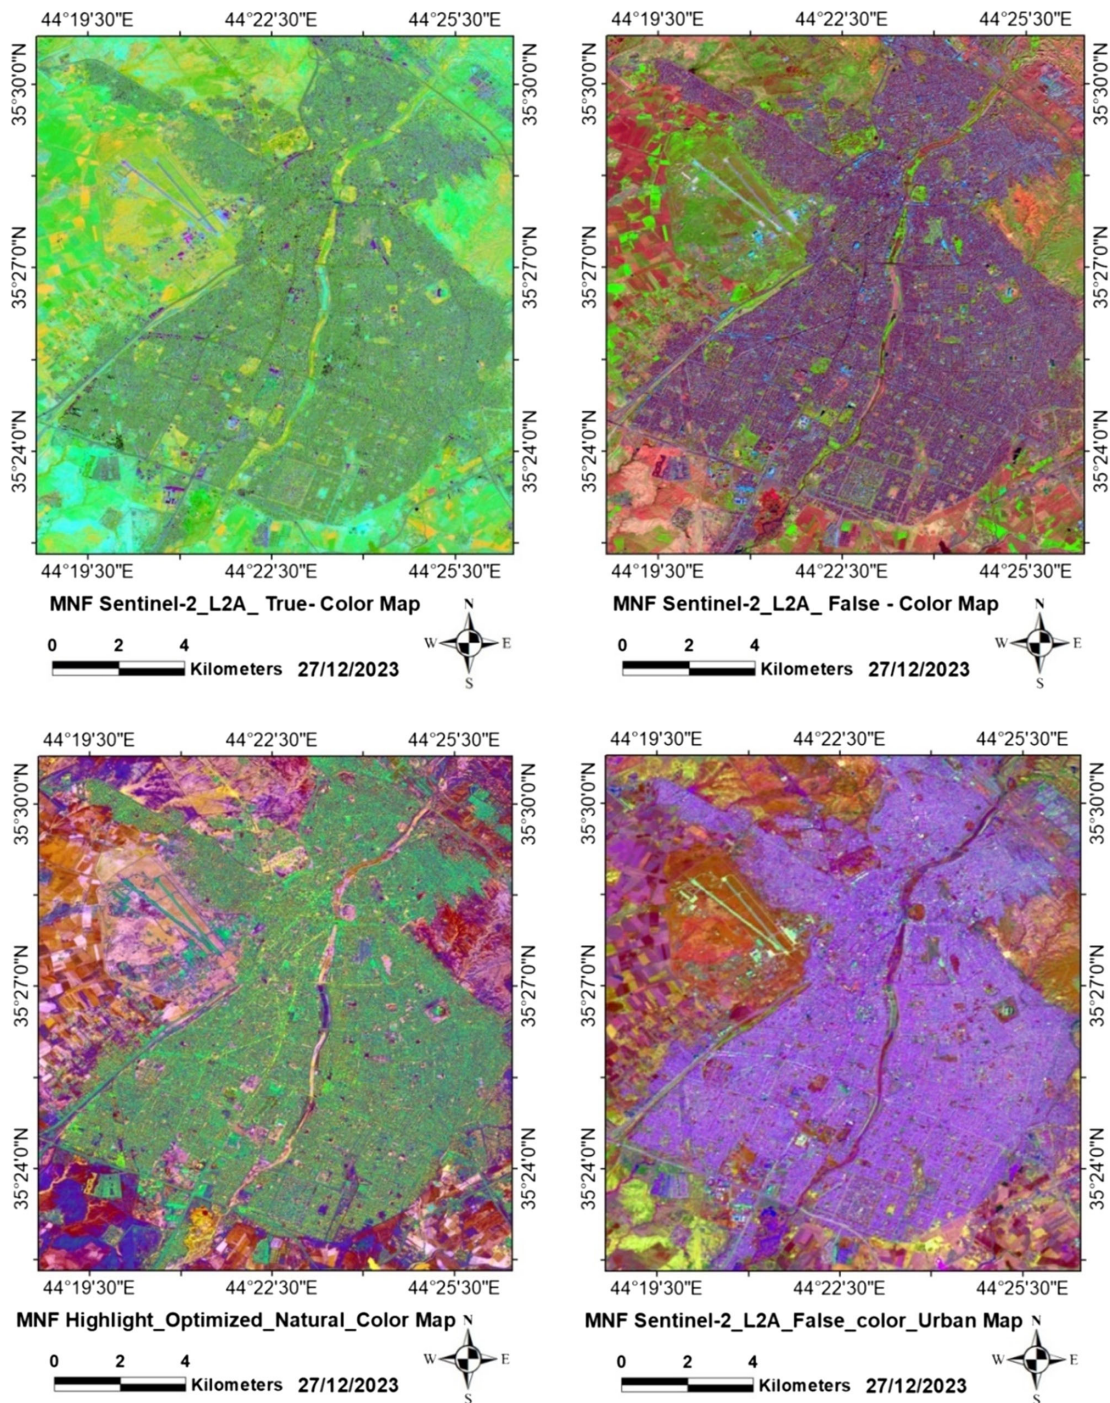 44°19'30"E 44°22'30"E 44°25'30"E 44°19'30"E 44°22'30"E 44°25'30"E
35°30'0"N 35°30'0"N 35°30'0"N 35°30'0"N
35°27'0"N 35°27'0"N 35°27'0"N 35°27'0"N
35°24'0"N 35°24'0"N 35°24'0"N 35°24'0"N
44°19'30"E 44°22'30"E 44°25'30"E 44°19'30"E 44°22'30"E 44°25'30"E
MNF Sentinel-2_L2A_ True- Color Map
N
W E
S
0 2 4
Kilometers 27/12/2023
MNF Sentinel-2_L2A_ False - Color Map
N
W E
S
0 2 4
Kilometers 27/12/2023
44°19'30"E 44°22'30"E 44°25'30"E 44°19'30"E 44°22'30"E 44°25'30"E
35°30'0"N 35°30'0"N 35°30'0"N 35°30'0"N
35°27'0"N 35°27'0"N 35°27'0"N 35°27'0"N
35°24'0"N 35°24'0"N 35°24'0"N 35°24'0"N
44°19'30"E 44°22'30"E 44°25'30"E 44°19'30"E 44°22'30"E 44°25'30"E
MNF Highlight_Optimized_Natural_Color Map
N
W E
S
0 2 4
Kilometers 27/12/2023
MNF Sentinel-2_L2A_False_color_Urban Map
N
W E
S
0 2 4
Kilometers 27/12/2023